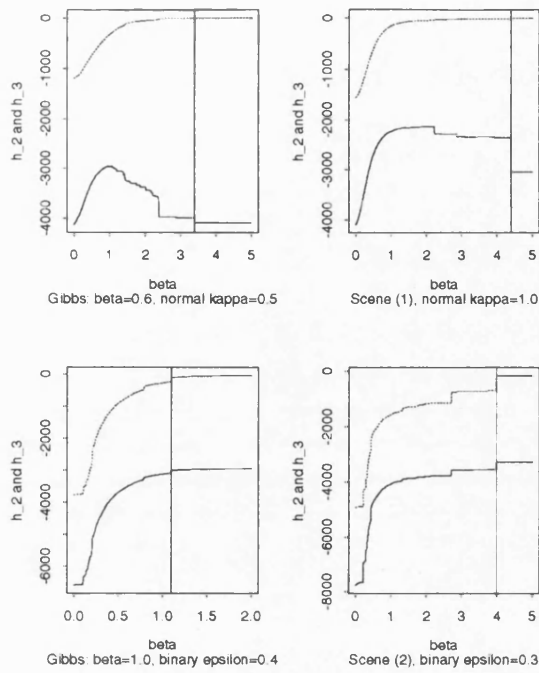 h_2 and h_3
0
-1000
-2000
-3000
-4000
0 1 2 3 4 5
beta
Gibbs: beta=0.6, normal kappa=0.5
h_2 and h_3
0
-1000
-2000
-3000
-4000
0 1 2 3 4 5
beta
Scene (1), normal kappa=1.0
h_2 and h_3
0
-2000
-4000
-6000
0.0 0.5 1.0 1.5 2.0
beta
Gibbs: beta=1.0, binary epsilon=0.4
h_2 and h_3
0
-2000
-4000
-6000
-8000
0 1 2 3 4 5
beta
Scene (2), binary epsilon=0.3